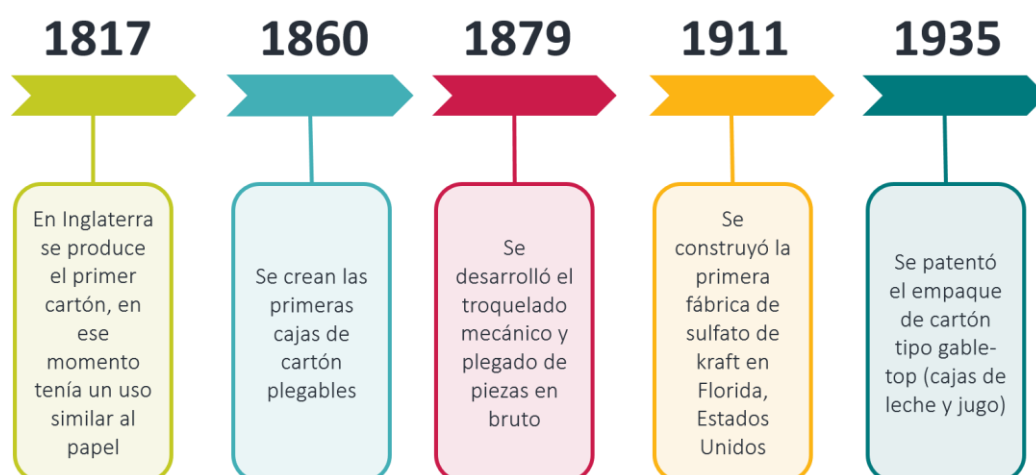 1817
En Inglaterra
se produce
el primer
cartón, en
ese
momento
tenía un uso
similar al
papel
1860
Se crean las
primeras
cajas de
cartón
plegables
1879
Se
desarrolló el
troquelado
mecánico y
plegado de
piezas en
bruto
1911
Se
construyó la
primera
fábrica de
sulfato de
kraft en
Florida,
Estados
Unidos
1935
Se patentó
el empaque
de cartón
tipo gable-
top (cajas de
leche y jugo)